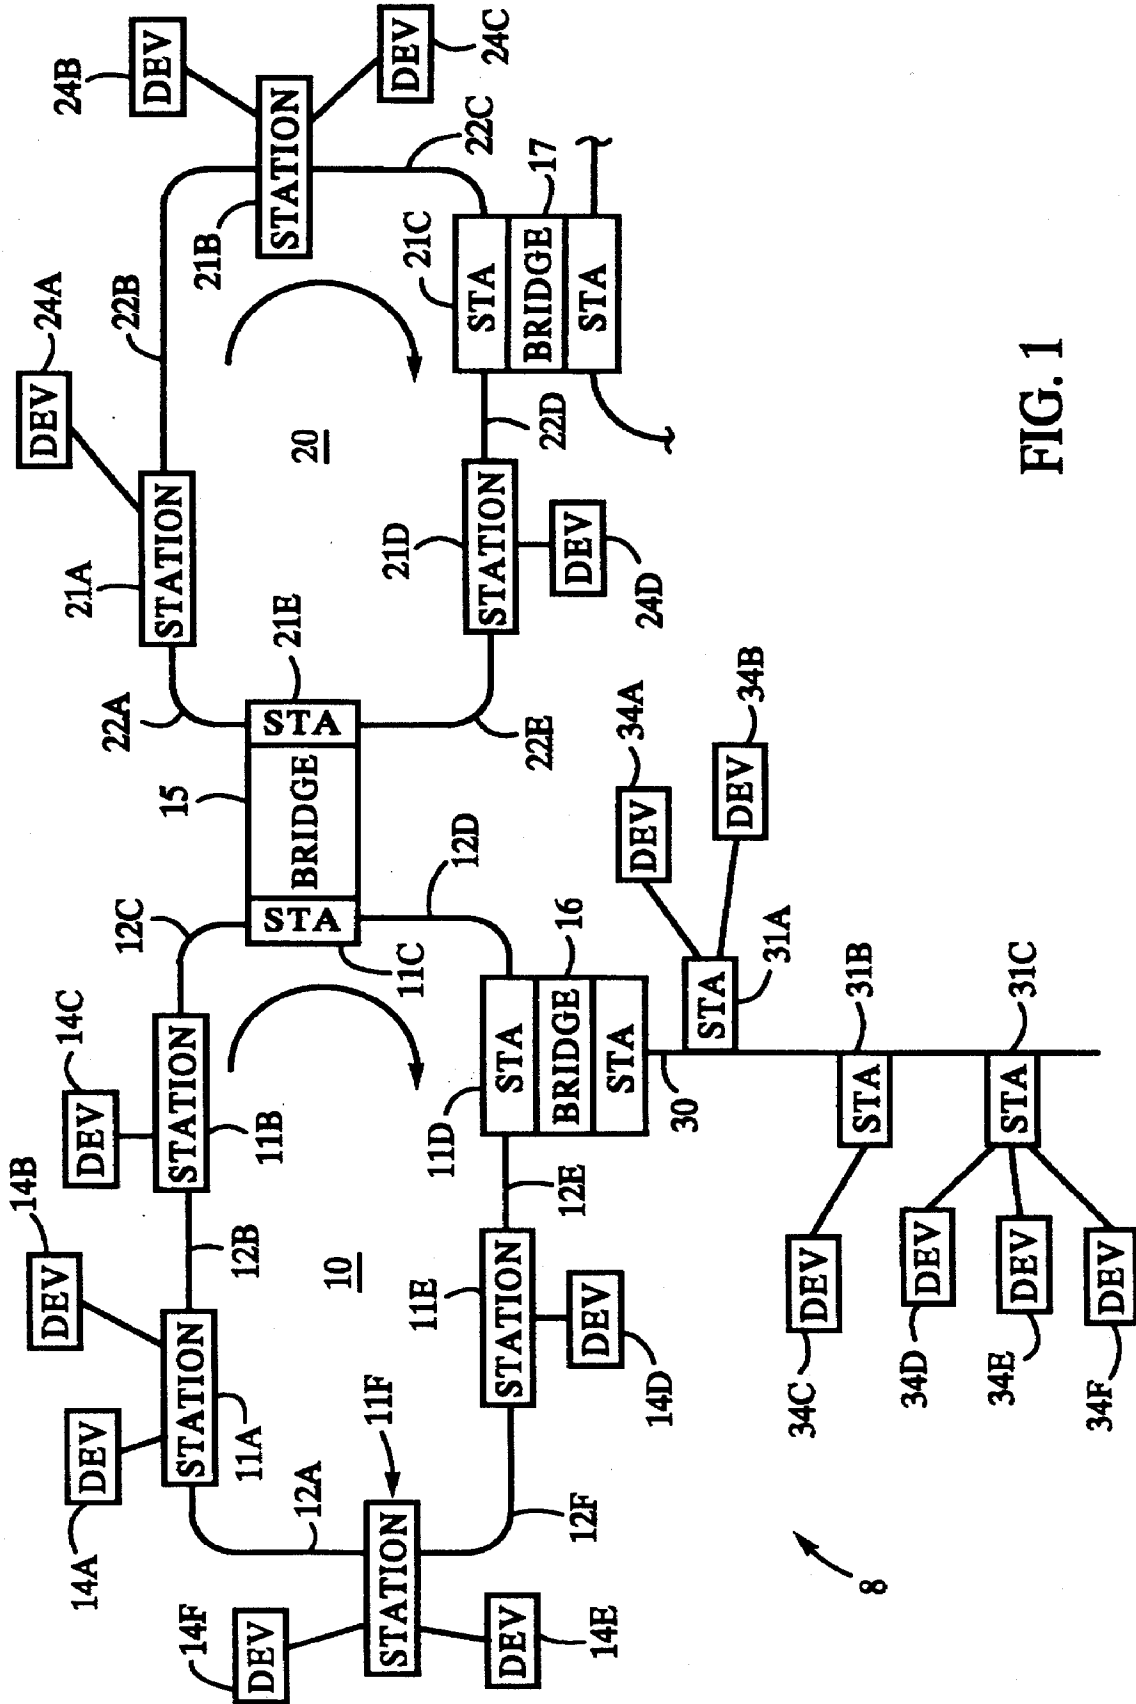 14F
DEV
14A
DEV
14B
DEV
14C
DEV
12C
15
22A
21A
24A
DEV
22B
24B
DEV
STATION
11A
12B
STATION
11B
STA
BRIDGE
STA
21E
STATION
21B
STATION
DEV
24C
12A
11F
STATION
10
11C
12D
20
22C
DEV
14E
12F
11E
STATION
12E
11D
STA
BRIDGE
STA
16
22E
21D
STATION
22D
21C
STA
BRIDGE
STA
17
14D
DEV
30
34A
DEV
24D
DEV
STA
31A
DEV
34B
34C
DEV
STA
31B
8
34D
DEV
34E
DEV
34F
DEV
STA
31C
FIG. 1